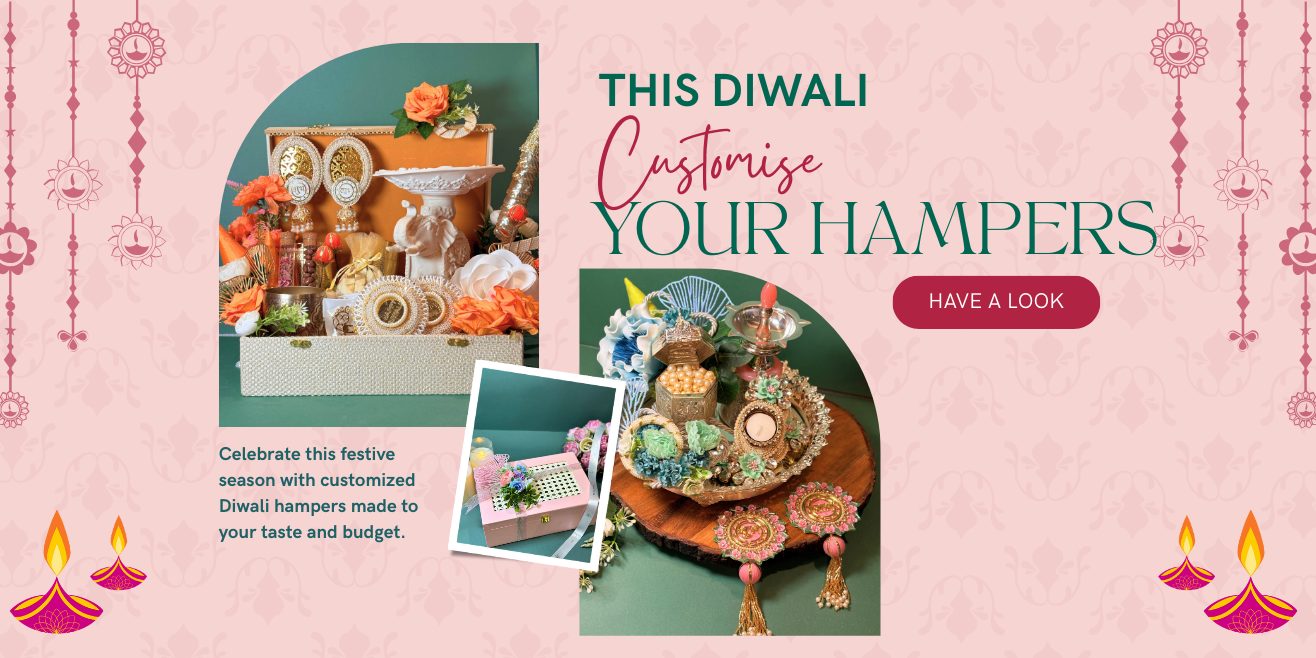 THIS DIWALI
Customise
YOUR HAMPERS
HAVE A LOOK
Celebrate this festive
season with customized
Diwali hampers made to
your taste and budget.